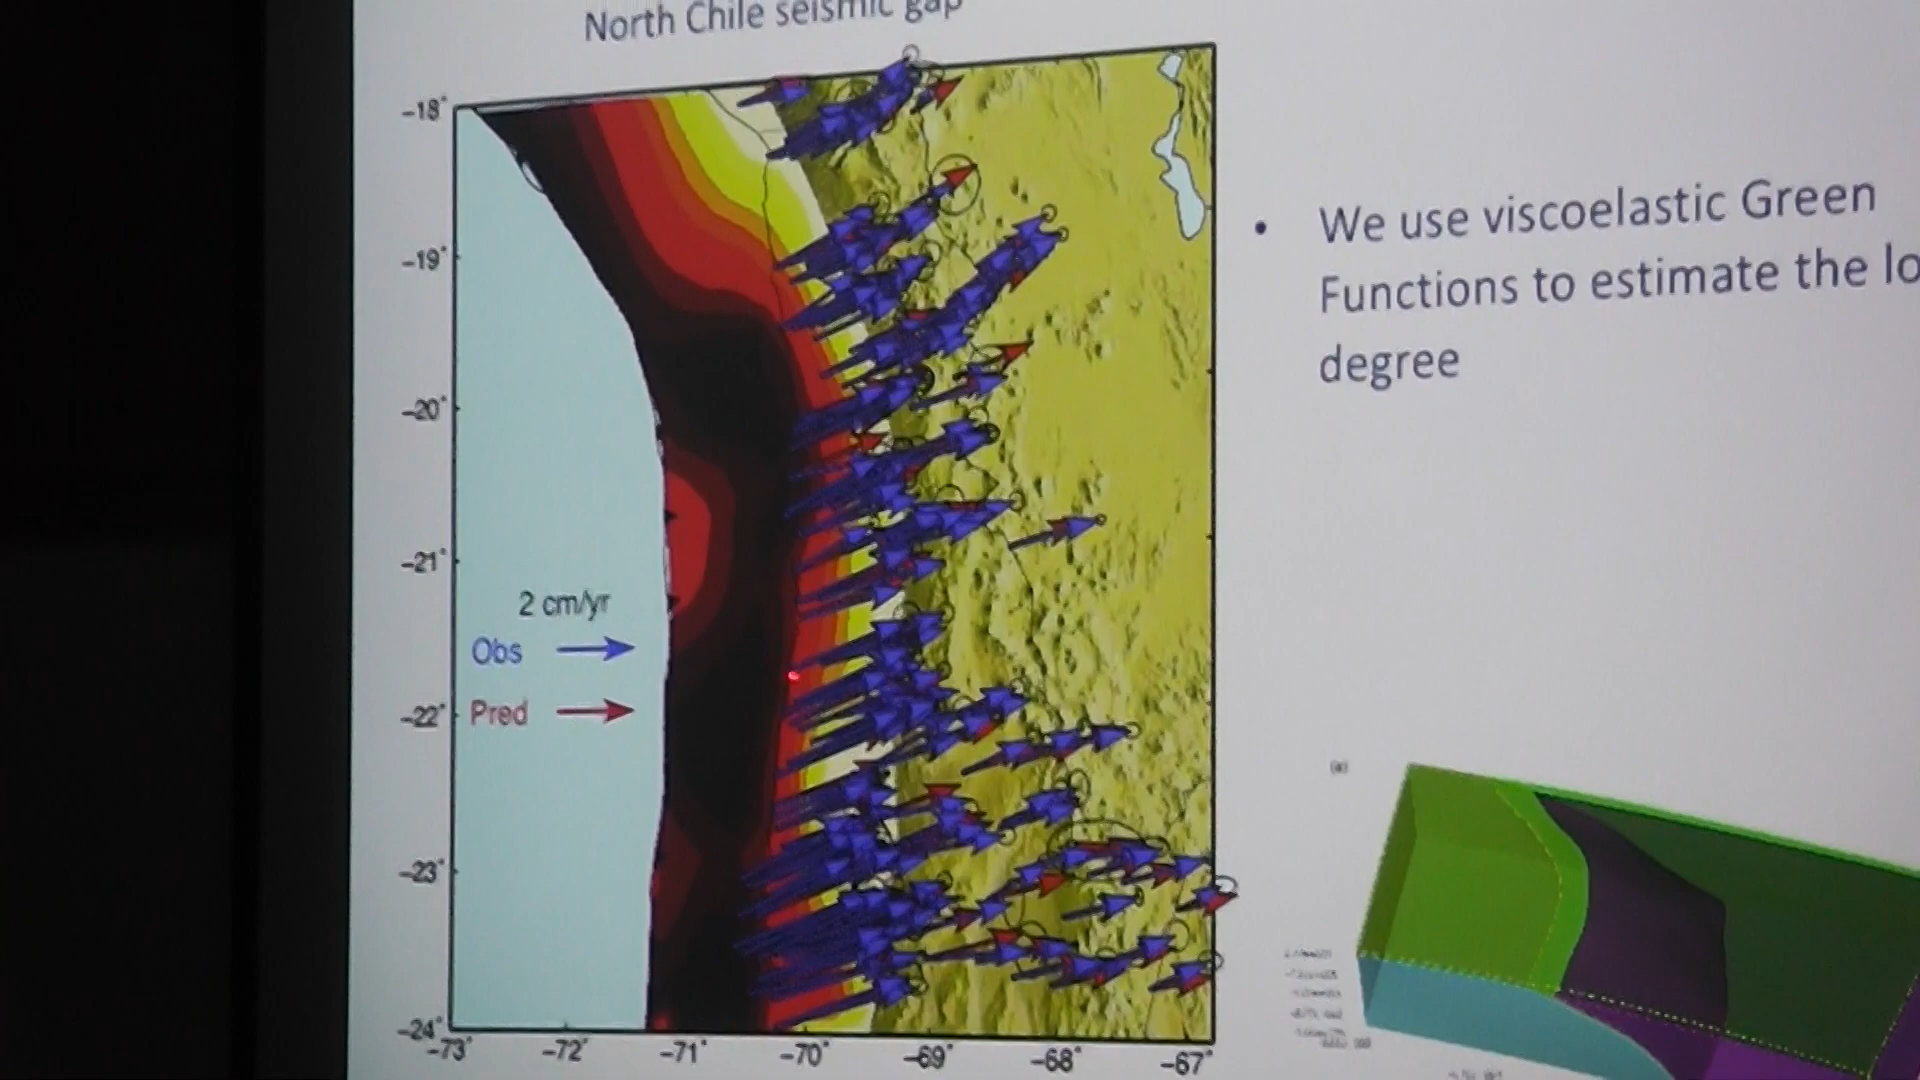 North Chile seismic gap
−18°
−19°
−20°
−21°
−22°
−23°
−24°
2 cm/yr
Obs
Pred
−73°
−72°
−71°
−70°
−69°
−68°
−67°
• We use viscoelastic Green
Functions to estimate the lo
degree
(a)